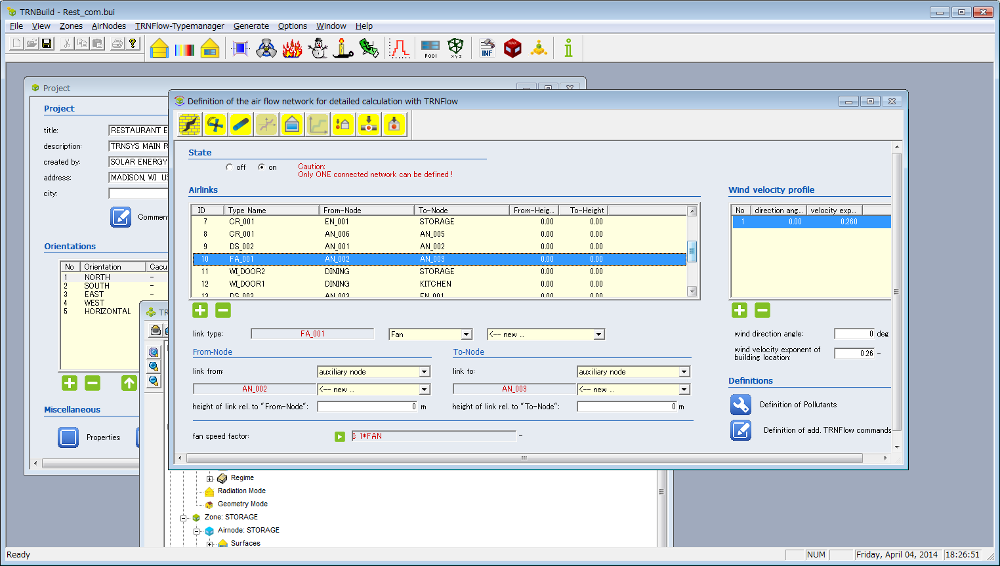 TRNBuild - Rest_com.bui
File View Zones AirNodes TRNFlow-Typemanager Generate Options Window Help
Pool
x y z
INF
MAX
Project
Project
title: RESTAURANT E
description: TRNSYS MAIN R
created by: SOLAR ENERGY
address: MADISON, WI US
city:
Commen
Orientations
No Orientation Cacu
1 NORTH -
2 SOUTH -
3 EAST -
4 WEST -
5 HORIZONTAL -
Miscellaneous
Properties
TR
Definition of the air flow network for detailed calculation with TRNFlow
State
off on
Caution:
Only ONE connected network can be defined !
Airlinks
ID Type Name From-Node To-Node From-Heig... To-Height
7 CR_001 EN_001 STORAGE 0.00 0.00
8 CR_001 AN_006 AN_005 0.00 0.00
9 DS_002 AN_001 AN_002 0.00 0.00
10 FA_001 AN_002 AN_003 0.00 0.00
11 WI_DOOR2 DINING STORAGE 0.00 0.00
12 WI_DOOR1 DINING KITCHEN 0.00 0.00
13 DS_003 AN_003 EN_001 0.00 0.00
link type: FA_001 Fan <-- new ...
From-Node
link from: auxiliary node
AN_002 <-- new ...
height of link rel. to "From-Node": 0 m
To-Node
link to: auxiliary node
AN_003 <-- new ...
height of link rel. to "To-Node": 0 m
fan speed factor: I: 1*FAN -
Wind velocity profile
No direction ang... velocity exp...
1 0.00 0.260
wind direction angle: 0 deg
wind velocity exponent of
building location: 0.26 -
Definitions
Definition of Pollutants
Definition of add. TRNFlow commands
Regime
Radiation Mode
Geometry Mode
Zone: STORAGE
Airnode: STORAGE
Surfaces
Ready NUM Friday, April 04, 2014 18:26:51